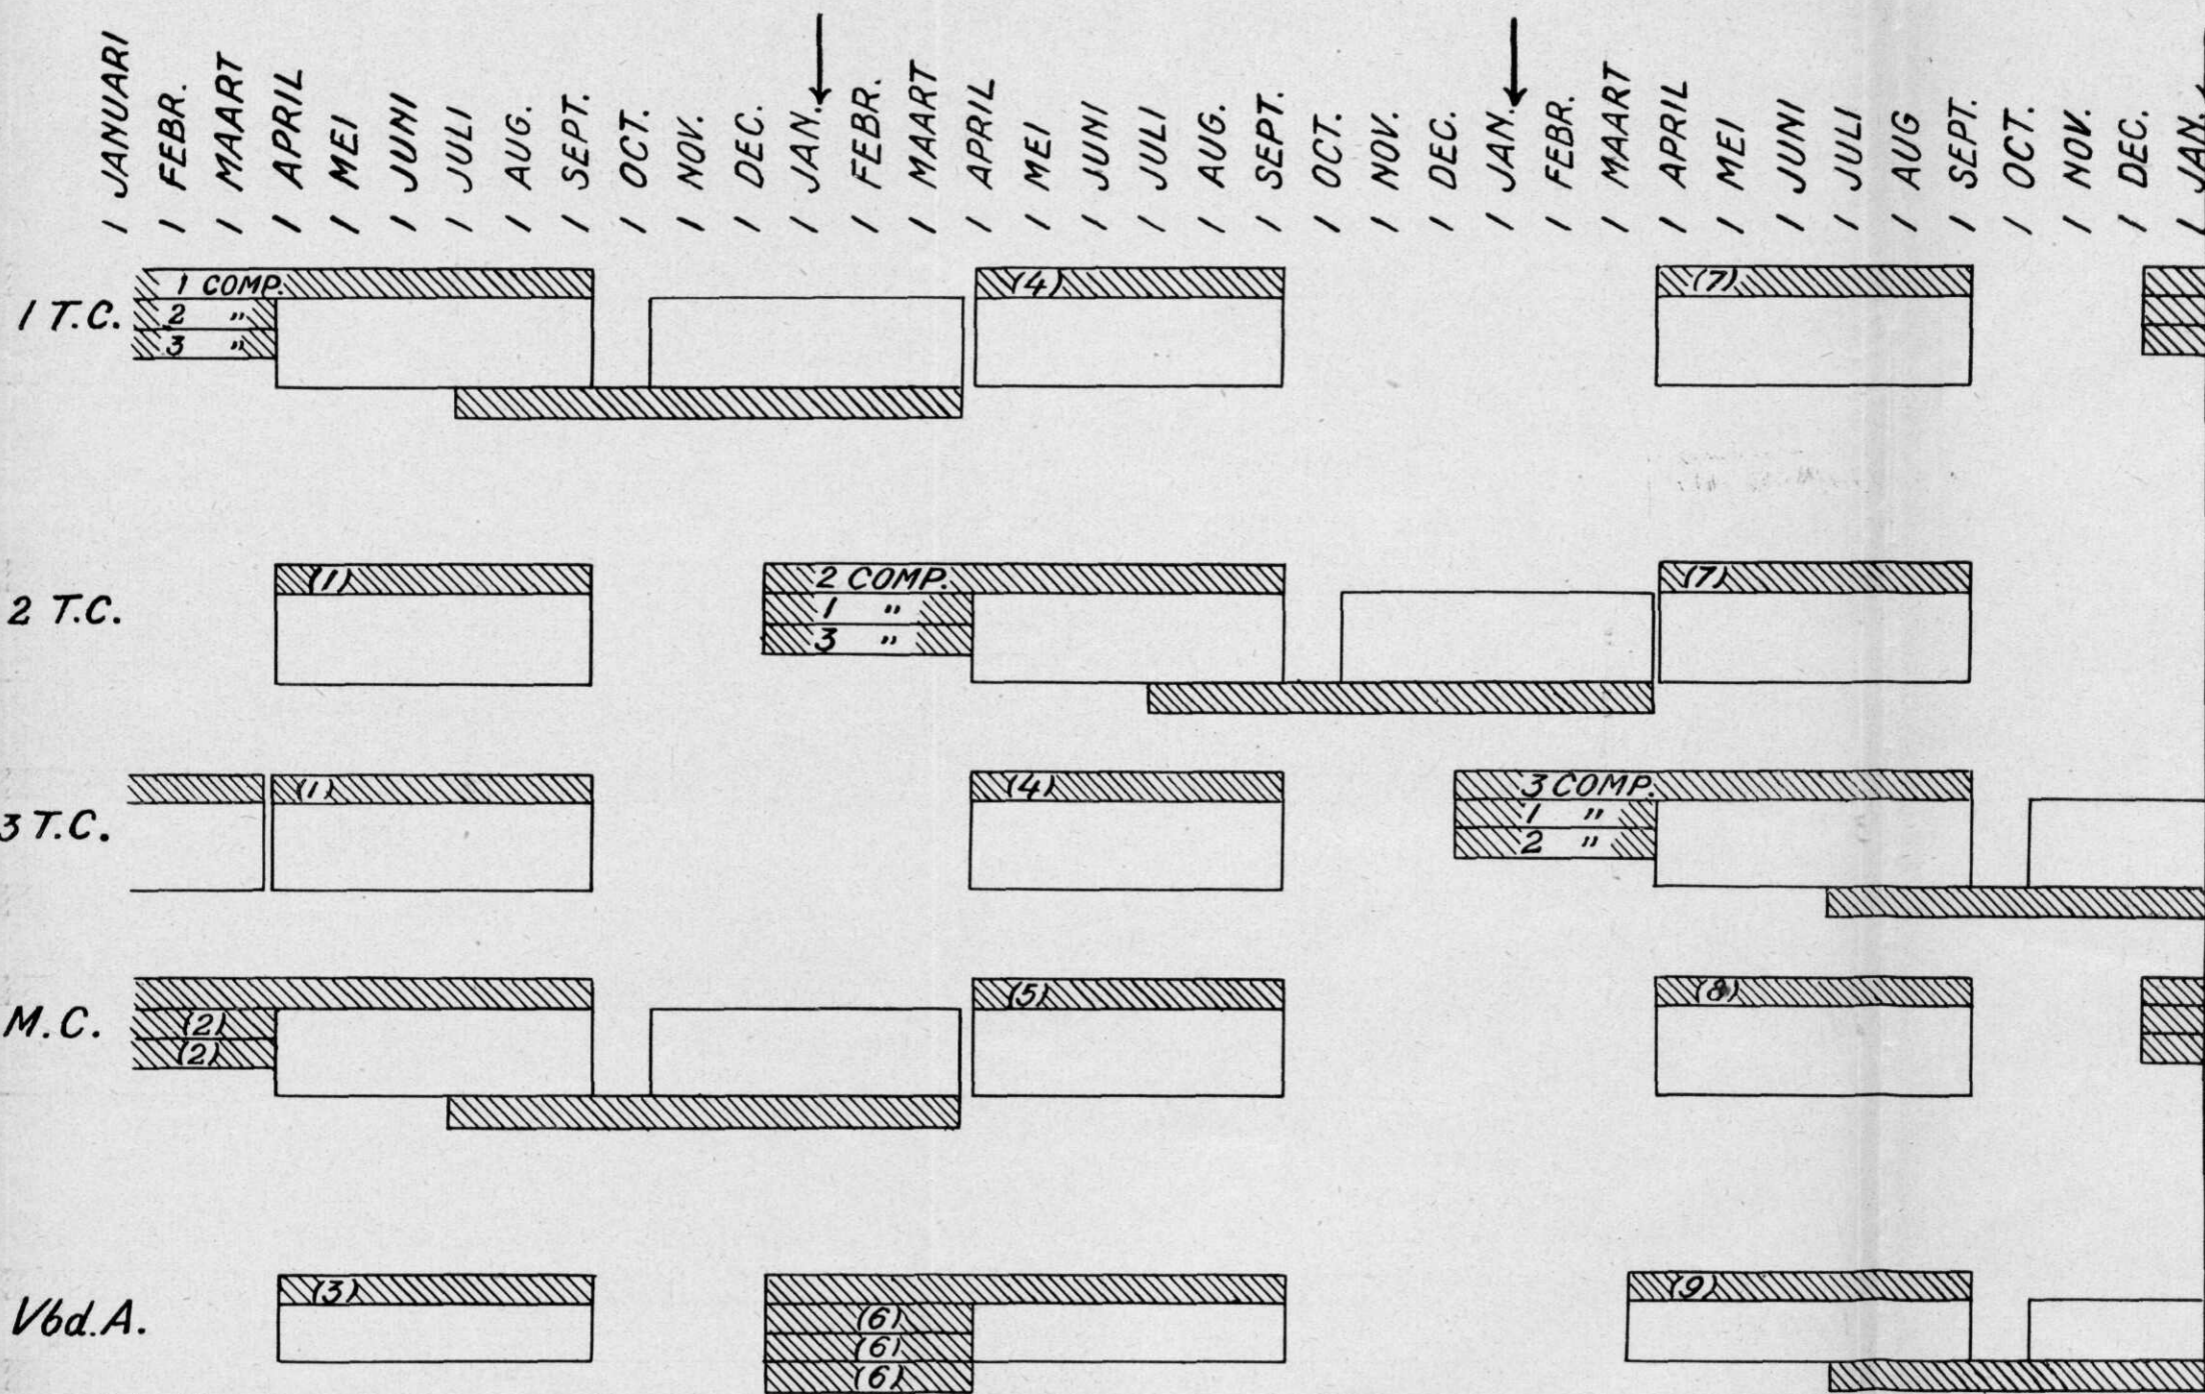 1 JANUARI 1 FEBR. 1 MAART 1 APRIL 1 MEI 1 JUNI 1 JULI 1 AUG. 1 SEPT. 1 OCT. 1 NOV. 1 DEC. 1 JAN. 1 FEBR. 1 MAART 1 APRIL 1 MEI 1 JUNI 1 JULI 1 AUG. 1 SEPT. 1 OCT. 1 NOV. 1 DEC. 1 JAN. 1 FEBR. 1 MAART 1 APRIL 1 MEI 1 JUNI 1 JULI 1 AUG 1 SEPT. 1 OCT. 1 NOV. 1 DEC. 1 JAN.
1 COMP. (4) (7)
1 T.C. 2 "
3 "
(1) 2 COMP. (7)
2 T.C. 1 "
3 "
(1) (4) 3 COMP.
3 T.C. 1 "
2 "
(5) (8)
M.C. (2)
(2)
(3) (9)
Vbd.A. (6)
(6)
(6)